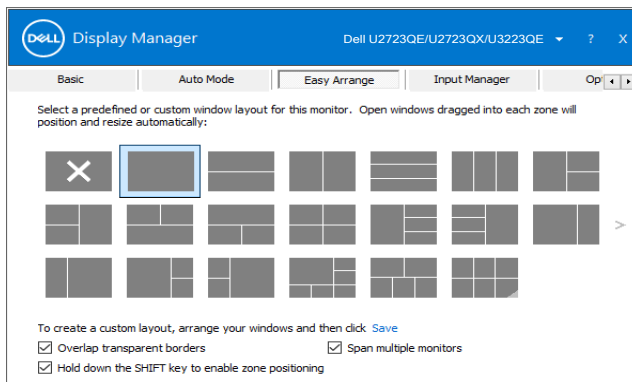 DELL Display Manager Dell U2723QE/U2723QX/U3223QE ? X
Basic Auto Mode Easy Arrange Input Manager Op
Select a predefined or custom window layout for this monitor. Open windows dragged into each zone will
position and resize automatically:
>
To create a custom layout, arrange your windows and then click Save
Overlap transparent borders Span multiple monitors
Hold down the SHIFT key to enable zone positioning